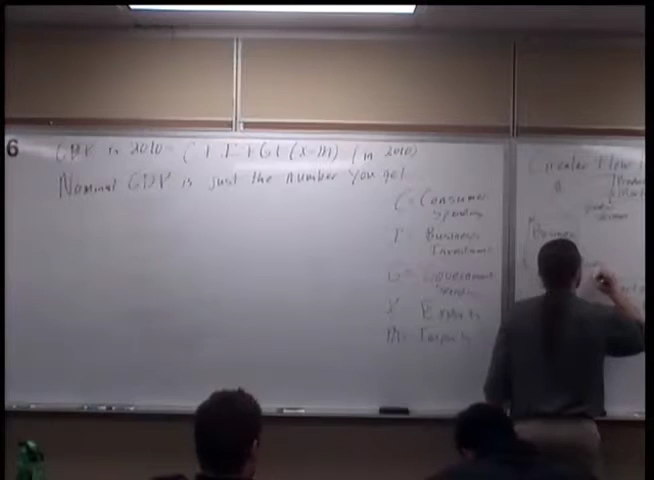 6
GDP in 2010 = C + I + G + (X-M) (in 2010)
Nominal GDP is just the number you get
C = Consumer
Spending
I Business
Investment
G = Government
X Exports
M = Imports
Circular Flow
Business